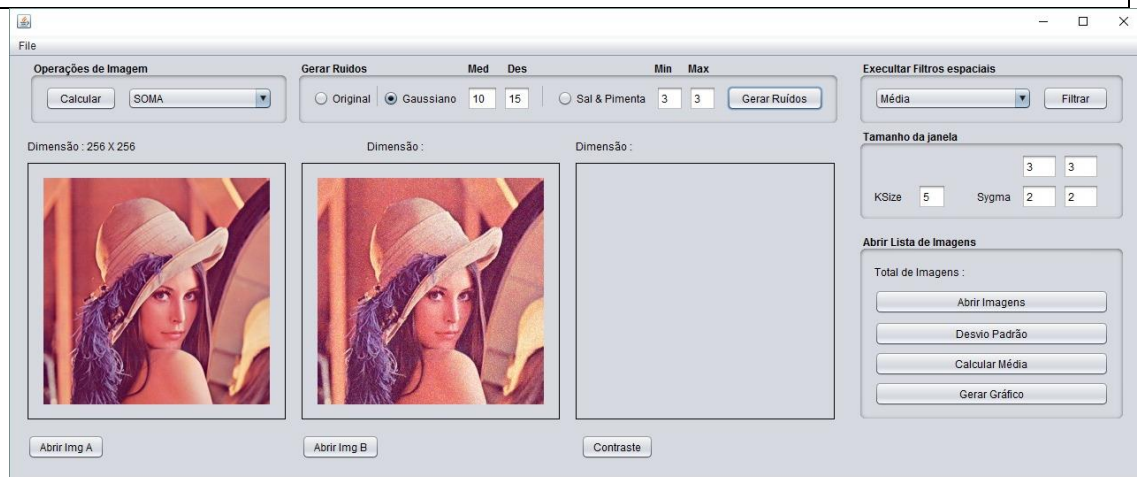 File
Operações de Imagem
Calcular SOMA
Gerar Ruidos Med Des Min Max
Original Gaussiano 10 15 Sal & Pimenta 3 3 Gerar Ruídos
Execultar Filtros espaciais
Média Filtrar
Tamanho da janela
3 3
KSize 5 Sygma 2 2
Dimensão : 256 X 256
Dimensão :
Dimensão :
Abrir Lista de Imagens
Total de Imagens :
Abrir Imagens
Desvio Padrão
Calcular Média
Gerar Gráfico
Abrir Img A
Abrir Img B
Contraste